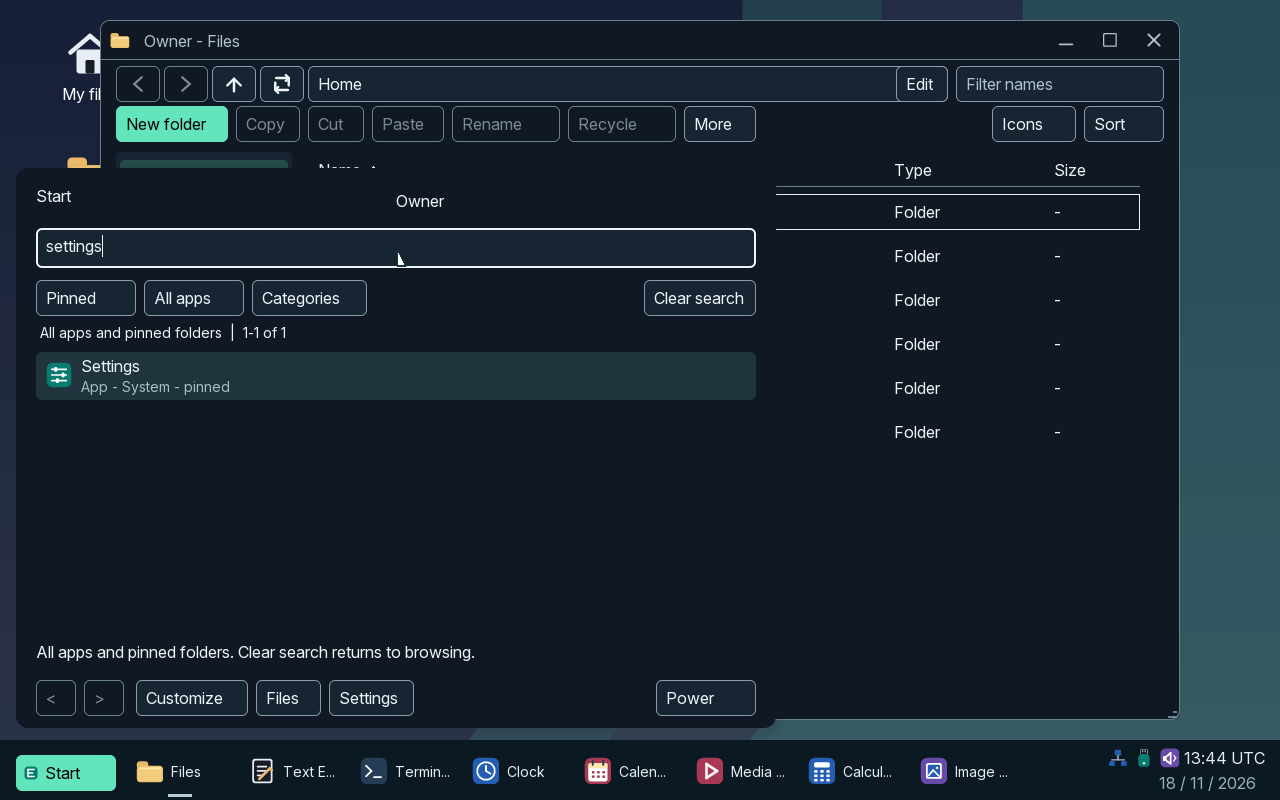 Owner - Files
My fil
Home
Edit
Filter names
New folder
Copy
Cut
Paste
Rename
Recycle
More
Icons
Sort
Name
Type
Size
Start
Owner
Folder -
settings
Folder -
Pinned
All apps
Categories
Clear search
Folder -
All apps and pinned folders | 1-1 of 1
Folder -
Settings
App - System - pinned
Folder -
Folder -
All apps and pinned folders. Clear search returns to browsing.
<
>
Customize
Files
Settings
Power
Start
Files
Text E...
Termin...
Clock
Calen...
Media ...
Calcul...
Image ...
13:44 UTC
18 / 11 / 2026